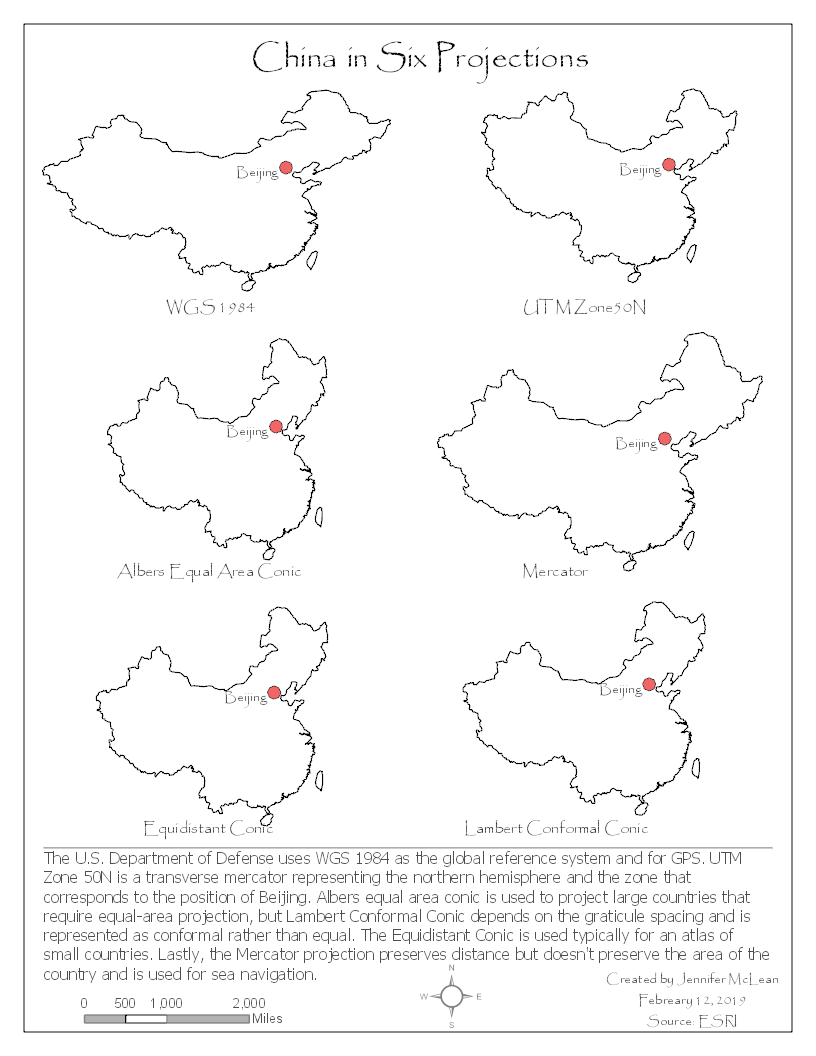 China in Six Projections
Beijing
Beijing
WGS 1984
UTMZone50N
Beijing
Beijing
Albers Equal Area Conic
Mercator
Beijing
Beijing
Equidistant Conic
Lambert Conformal Conic
The U.S. Department of Defense uses WGS 1984 as the global reference system and for GPS. UTM
Zone 50N is a transverse mercator representing the northern hemisphere and the zone that
corresponds to the position of Beijing. Albers equal area conic is used to project large countries that
require equal-area projection, but Lambert Conformal Conic depends on the graticule spacing and is
represented as conformal rather than equal. The Equidistant Conic is used typically for an atlas of
small countries. Lastly, the Mercator projection preserves distance but doesn't preserve the area of the
country and is used for sea navigation.
0 500 1,000 2,000
Miles
N
W E
S
Created by Jennifer McLean
February 12, 2019
Source: ESRI